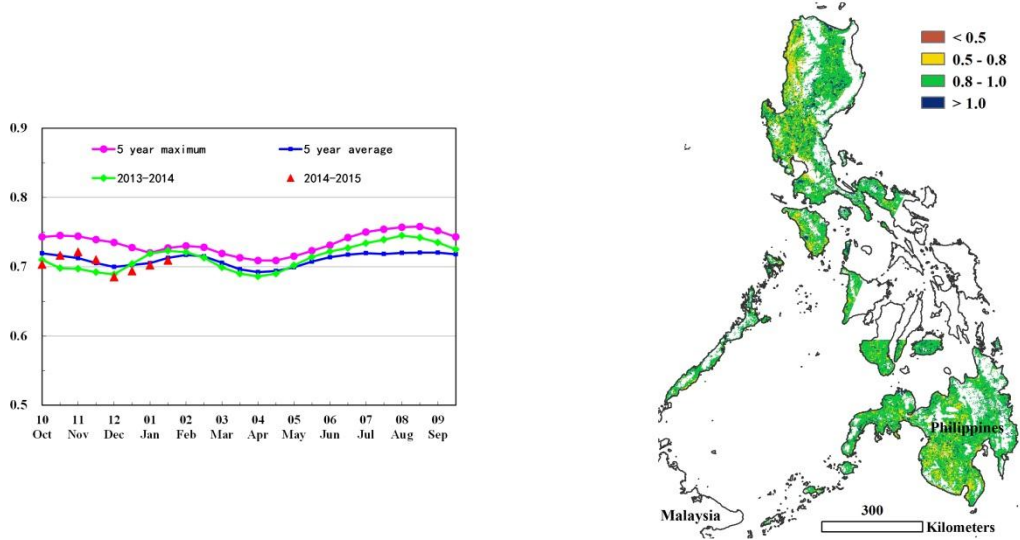 0.9
5 year maximum
5 year average
2013-2014
2014-2015
0.8
0.7
0.6
0.5
10 11 12 01 02 03 04 05 06 07 08 09
Oct Nov Dec Jan Feb Mar Apr May Jun Jul Aug Sep
< 0.5
0.5 - 0.8
0.8 - 1.0
> 1.0
Philippines
Malaysia
300
Kilometers